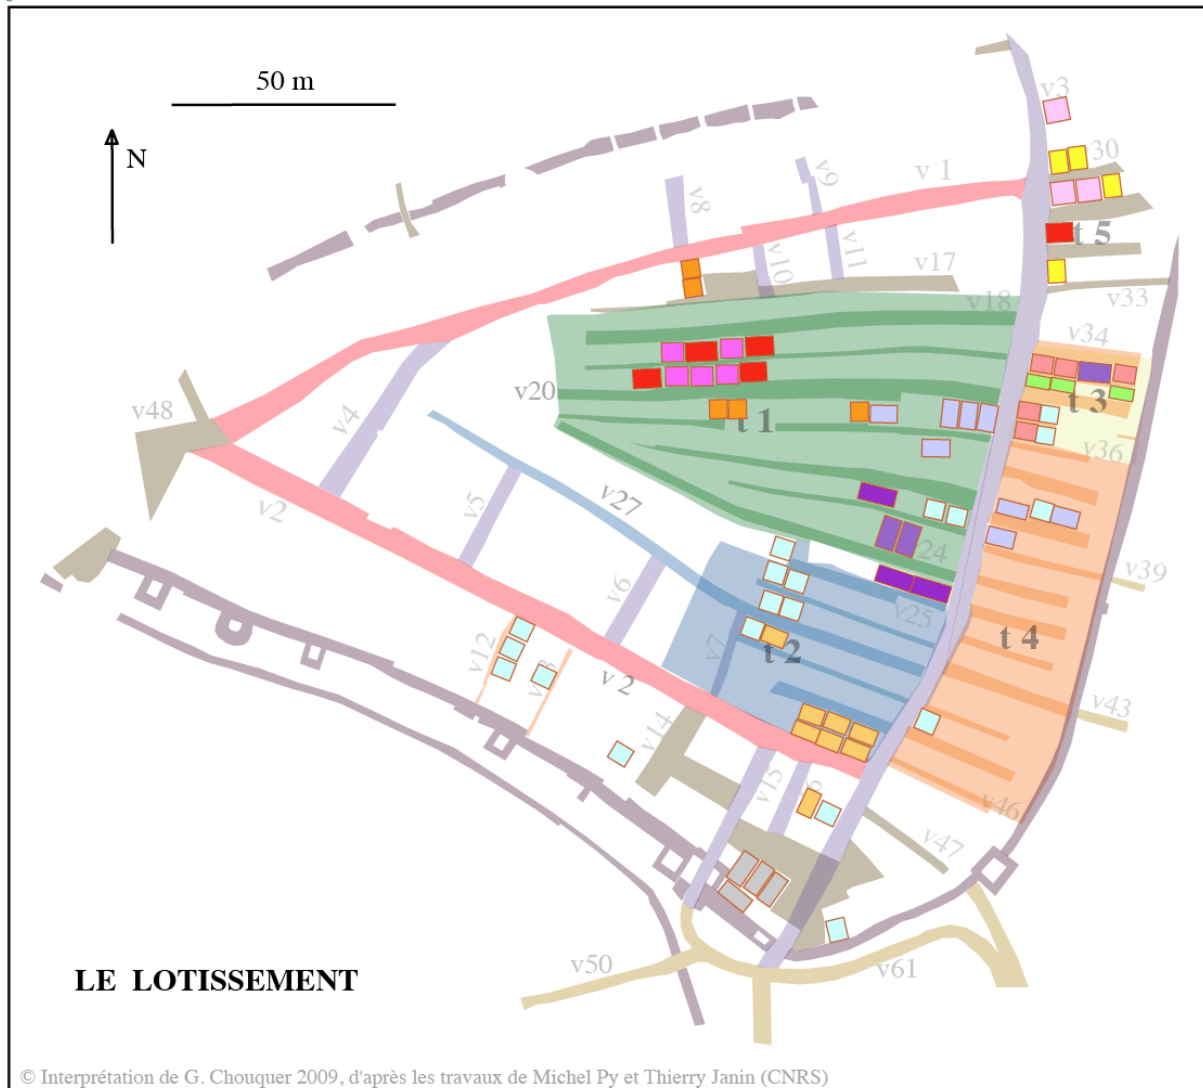 50 m
N
v3
30
v 1
v9
v8
t 5
v11
v10
v17
v33
v18
v34
v20
t 3
v48
t 1
v4
v36
v2
v27
v5
24
v39
v6
v25
t 4
v12
v7
t 2
v 2
v43
v14
v15
v46
v47
v50
v61
LE LOTISSEMENT
© Interprétation de G. Chouquer 2009, d'après les travaux de Michel Py et Thierry Janin (CNRS)